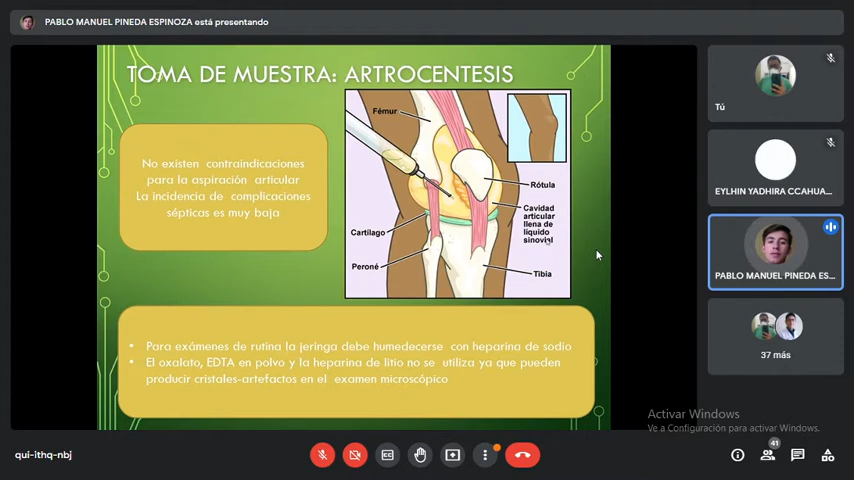 PABLO MANUEL PINEDA ESPINOZA está presentando
TOMA DE MUESTRA: ARTROCENTESIS
No existen contraindicaciones
para la aspiración articular
La incidencia de complicaciones
sépticas es muy baja
Fémur
Rótula
Cavidad
articular
llena de
líquido
sinovial
Cartílago
Peroné
Tibia
• Para exámenes de rutina la jeringa debe humedecerse con heparina de sodio
• El oxalato, EDTA en polvo y la heparina de litio no se utiliza ya que pueden
producir cristales-artefactos en el examen microscópico
Tú
EYLHIN YADHIRA CCAHUA...
PABLO MANUEL PINEDA ES...
37 más
Activar Windows
Ve a Configuración para activar Windows.
qui-ithq-nbj
41